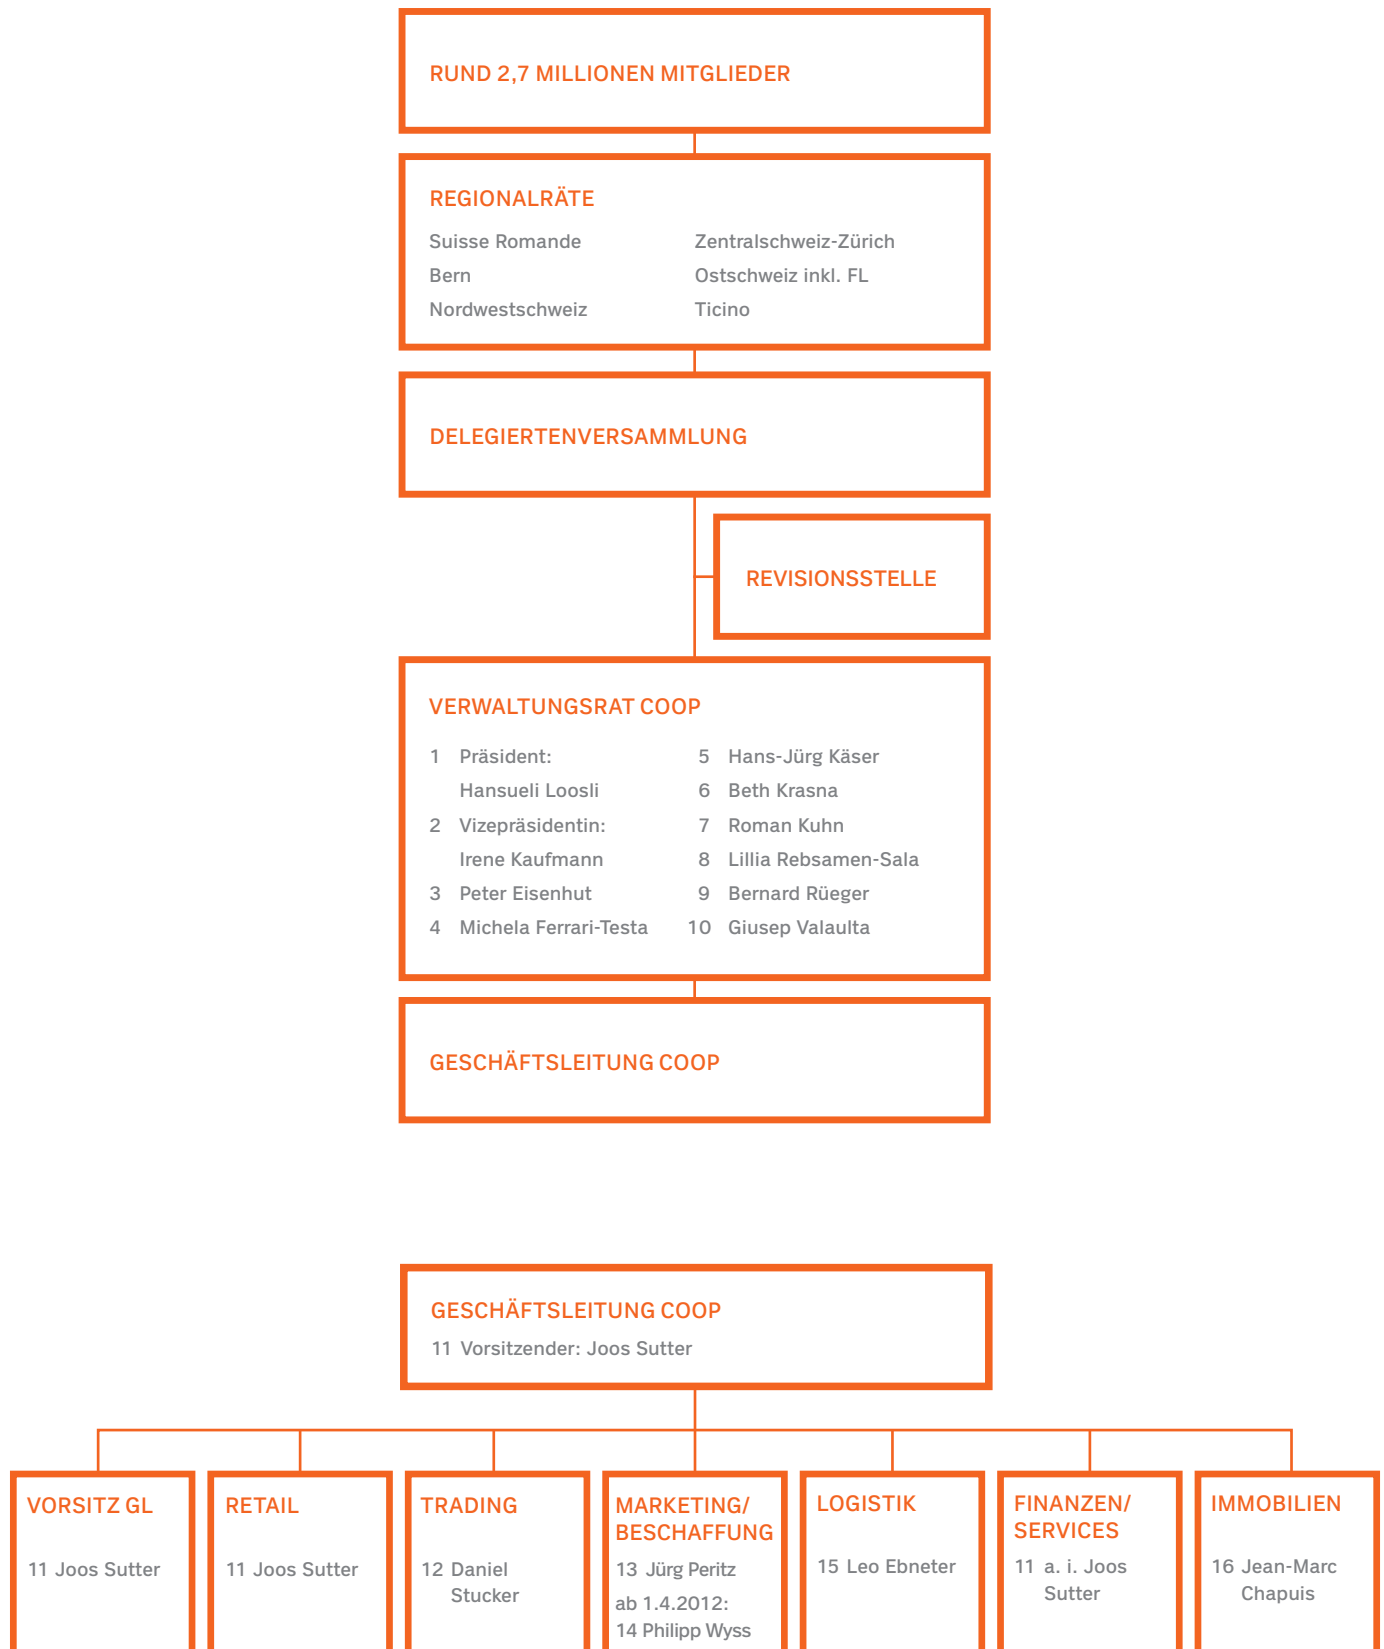 RUND 2,7 MILLIONEN MITGLIEDER
REGIONALRÄTE
Suisse Romande
Bern
Nordwestschweiz
Zentralschweiz-Zürich
Ostschweiz inkl. FL
Ticino
DELEGIERTENVERSAMMLUNG
REVISIONSSTELLE
VERWALTUNGSRAT COOP
1 Präsident:
Hansueli Loosli
2 Vizepräsidentin:
Irene Kaufmann
3 Peter Eisenhut
4 Michela Ferrari-Testa
5 Hans-Jürg Käser
6 Beth Krasna
7 Roman Kuhn
8 Lillia Rebsamen-Sala
9 Bernard Rüeger
10 Giusep Valaulta
GESCHÄFTSLEITUNG COOP
GESCHÄFTSLEITUNG COOP
11 Vorsitzender: Joos Sutter
VORSITZ GL
11 Joos Sutter
RETAIL
11 Joos Sutter
TRADING
12 Daniel
Stucker
MARKETING/
BESCHAFFUNG
13 Jürg Peritz
ab 1.4.2012:
14 Philipp Wyss
LOGISTIK
15 Leo Ebneter
FINANZEN/
SERVICES
11 a. i. Joos
Sutter
IMMOBILIEN
16 Jean-Marc
Chapuis